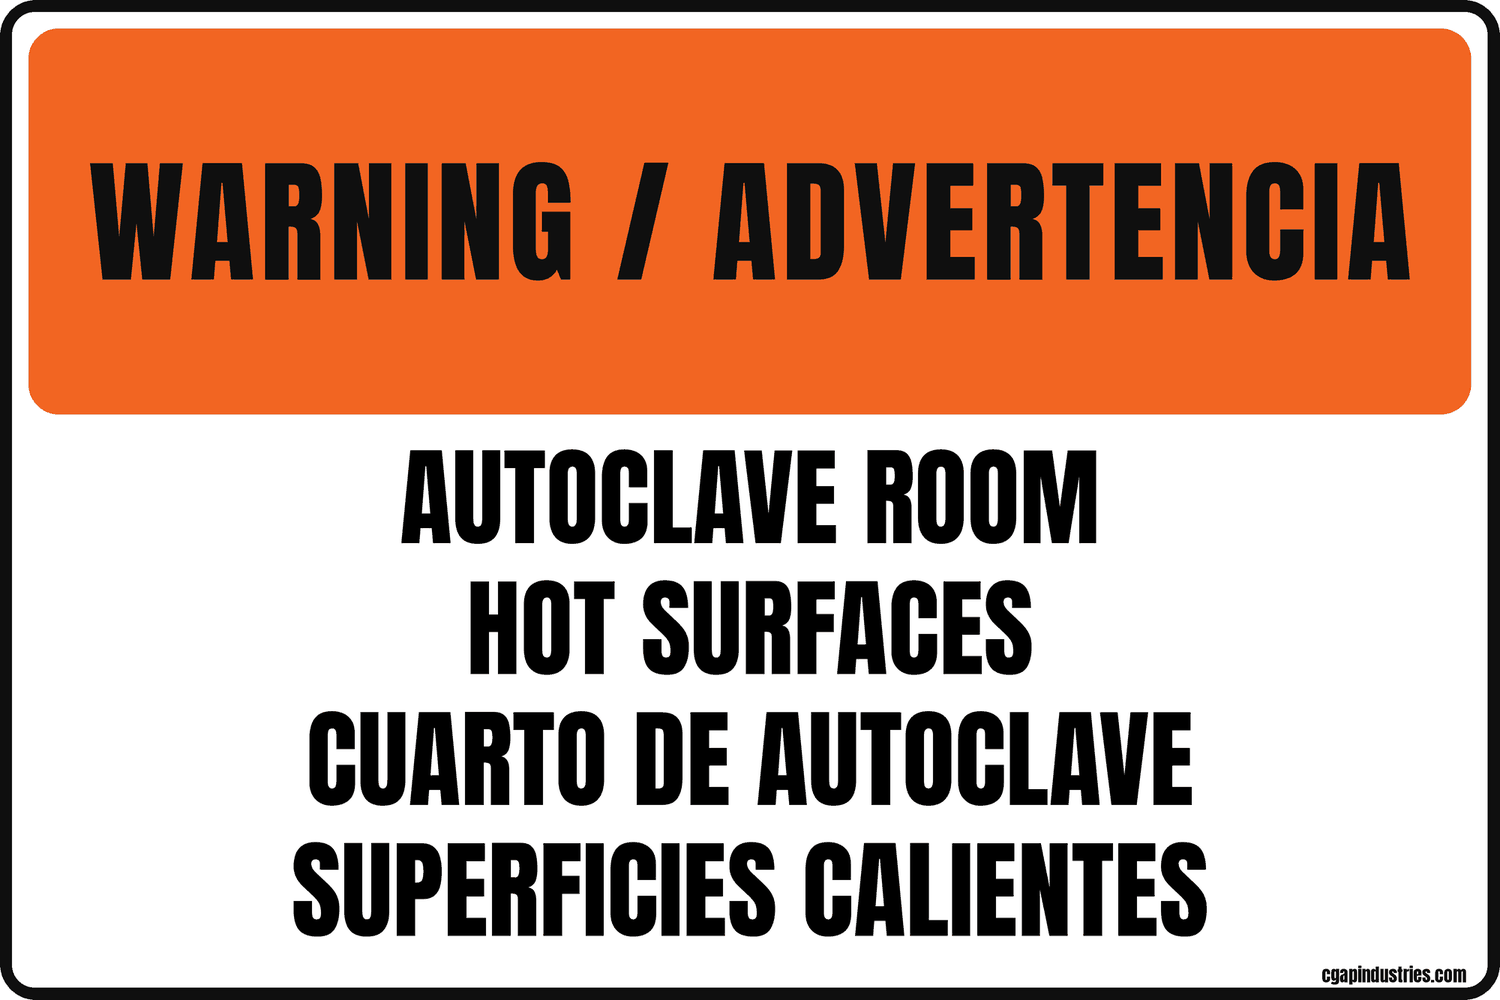 WARNING / ADVERTENCIA
AUTOCLAVE ROOM
HOT SURFACES
CUARTO DE AUTOCLAVE
SUPERFICIES CALIENTES
cgapindustries.com